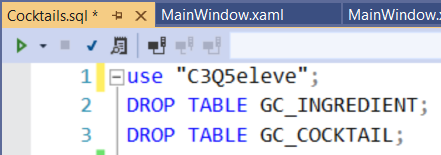 Cocktails.sql* MainWindow.xaml MainWindow.
1 use "C3Q5eleve";
2 DROP TABLE GC_INGREDIENT;
3 DROP TABLE GC_COCKTAIL;